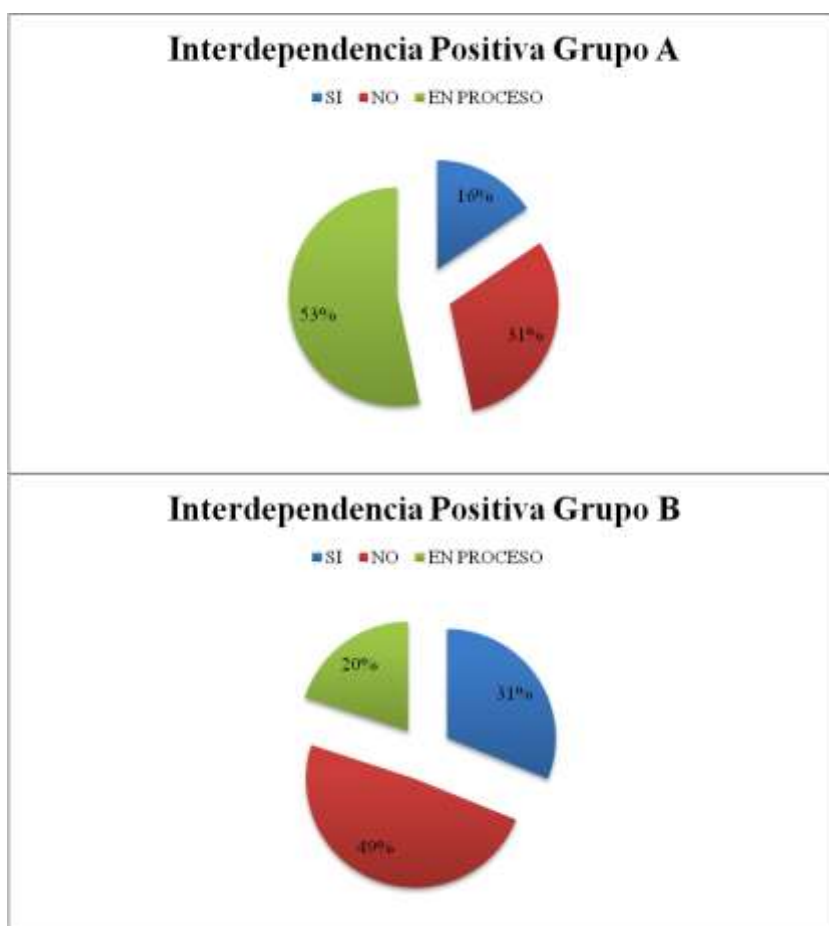 Interdependencia Positiva Grupo A
SI NO EN PROCESO
16%
31%
53%
Interdependencia Positiva Grupo B
SI NO EN PROCESO
20%
31%
49%